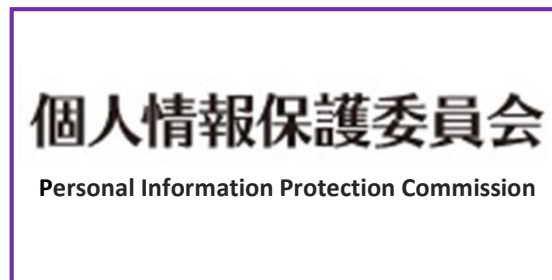 個人情報保護委員会
Personal Information Protection Commission